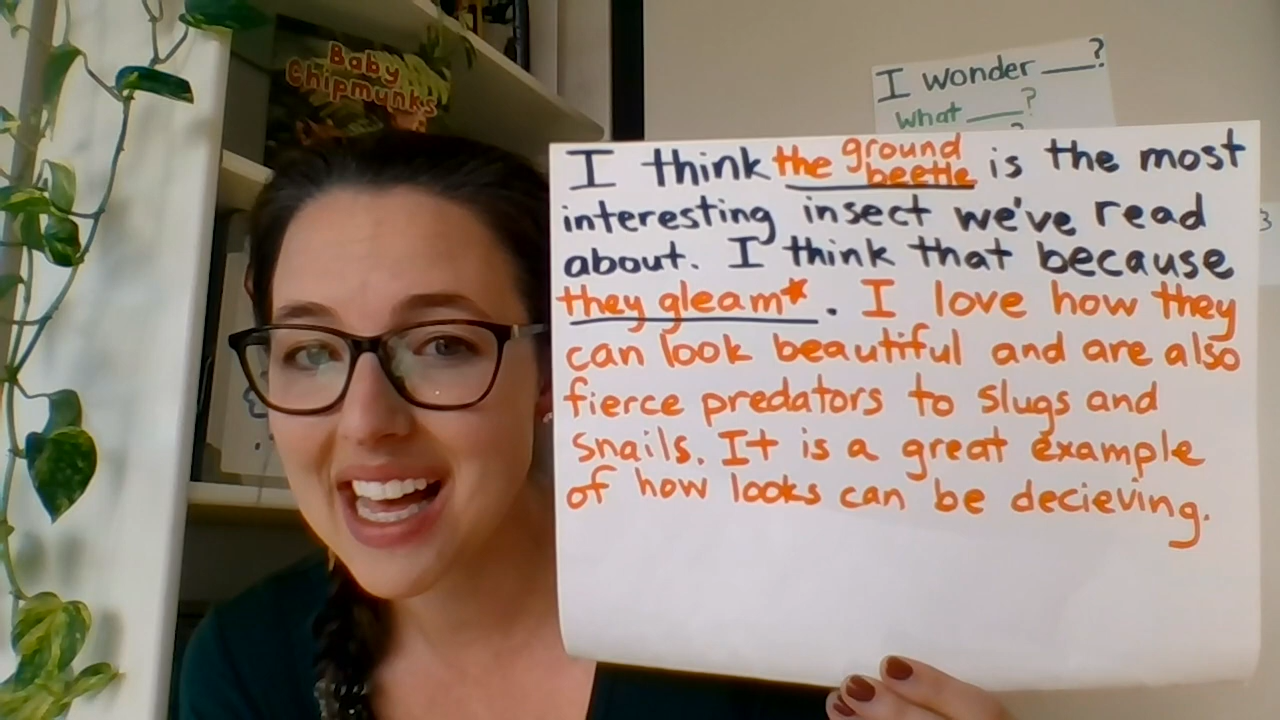 Baby
Chipmunks
I wonder ___?
what ___?
?
I think the ground beetle is the most
interesting insect we've read
about. I think that because
they gleam*. I love how they
can look beautiful and are also
fierce predators to slugs and
snails. It is a great example
of how looks can be decieving.
3